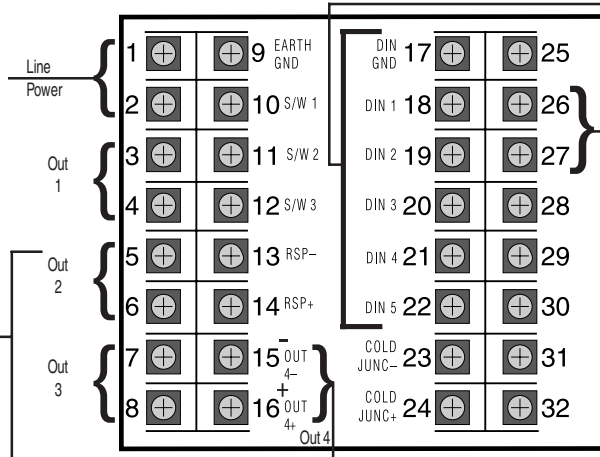 Line
Power
Out
1
Out
2
Out
3
1
2
3
4
5
6
7
8
9 EARTH
GND
10 S/W 1
11 S/W 2
12 S/W 3
13 RSP–
14 RSP+
15 – OUT
4–
16 + OUT
4+
Out 4
DIN
GND 17
DIN 1 18
DIN 2 19
DIN 3 20
DIN 4 21
DIN 5 22
COLD
JUNC– 23
COLD
JUNC+ 24
25
26
27
28
29
30
31
32